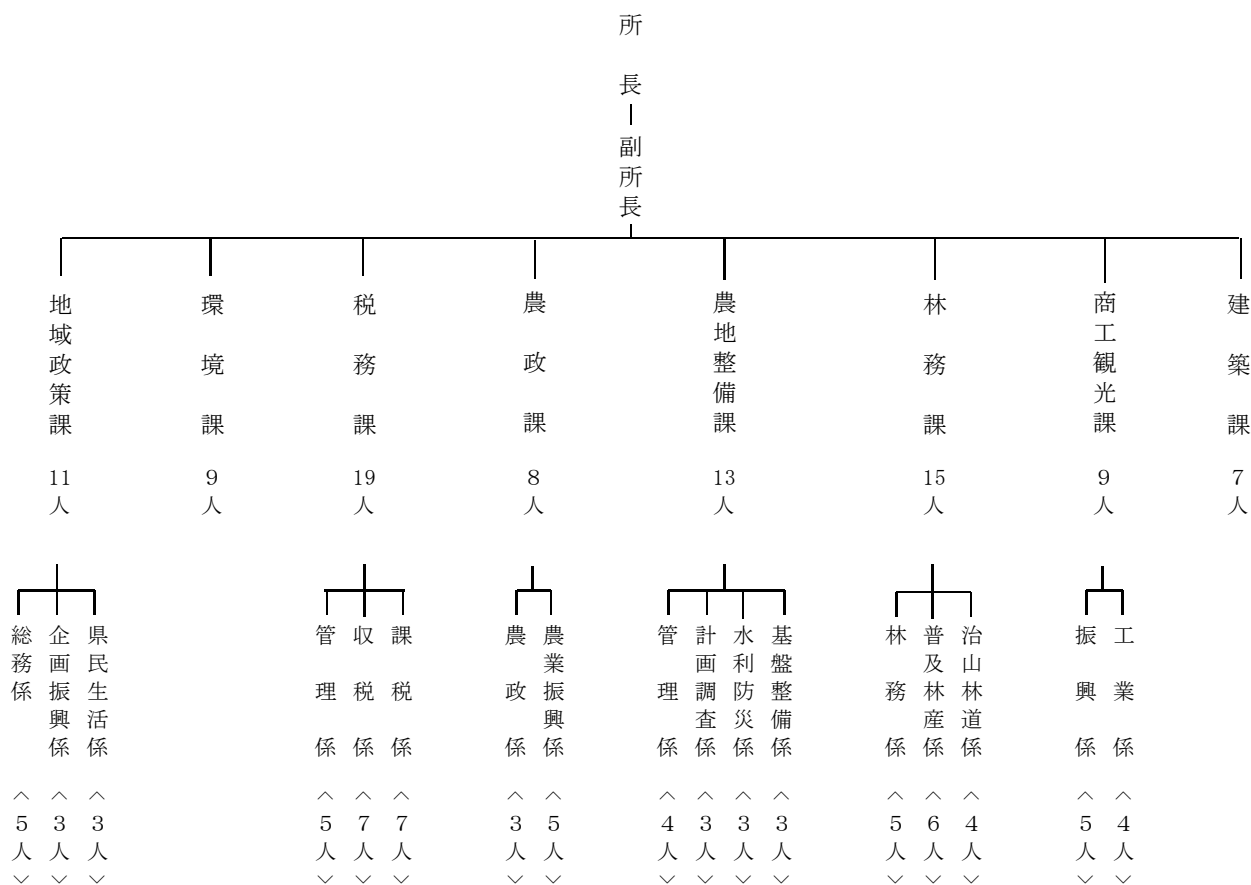 所長
副所長
地域政策課
11人
環境課
9人
税務課
19人
農政課
8人
農地整備課
13人
林務課
15人
商工観光課
9人
建築課
7人
総務係〈5人〉
企画振興係〈3人〉
県民生活係〈3人〉
管理係〈5人〉
収税係〈7人〉
課税係〈7人〉
農政係〈3人〉
農業振興係〈5人〉
管理係〈4人〉
計画調査係〈3人〉
水利防災係〈3人〉
基盤整備係〈3人〉
林務係〈5人〉
普及林産係〈6人〉
治山林道係〈4人〉
振興係〈5人〉
工業係〈4人〉